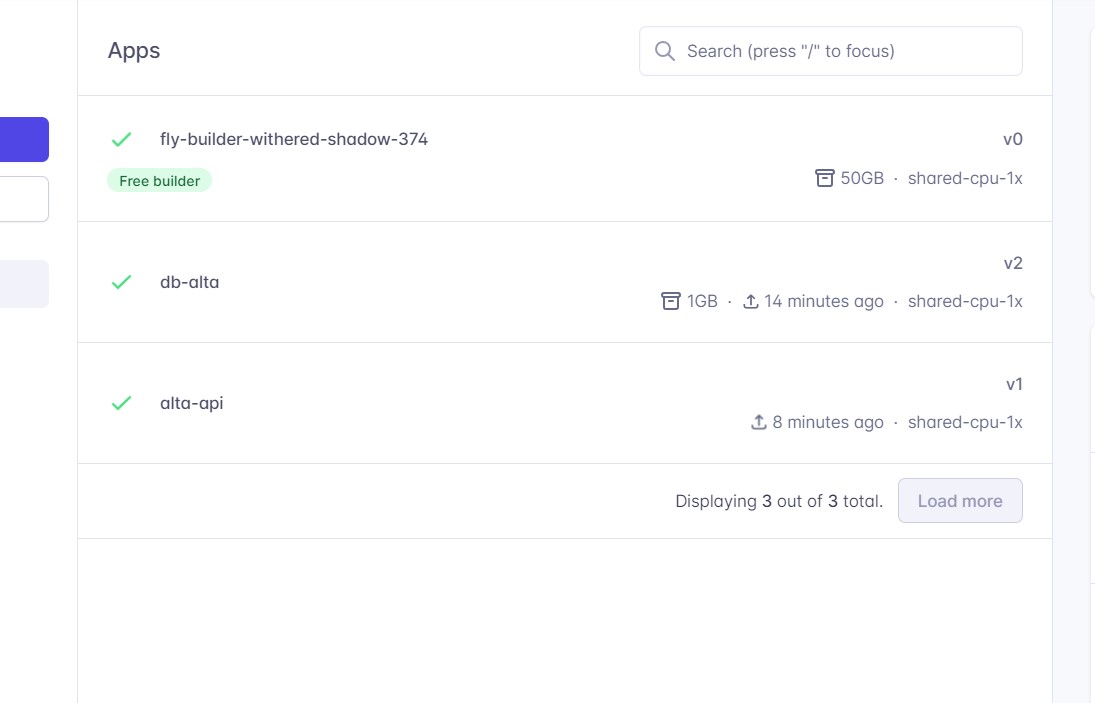 Apps
Search (press "/" to focus)
fly-builder-withered-shadow-374
v0
Free builder
50GB · shared-cpu-1x
v2
db-alta
1GB · 14 minutes ago · shared-cpu-1x
v1
alta-api
8 minutes ago · shared-cpu-1x
Displaying 3 out of 3 total.
Load more